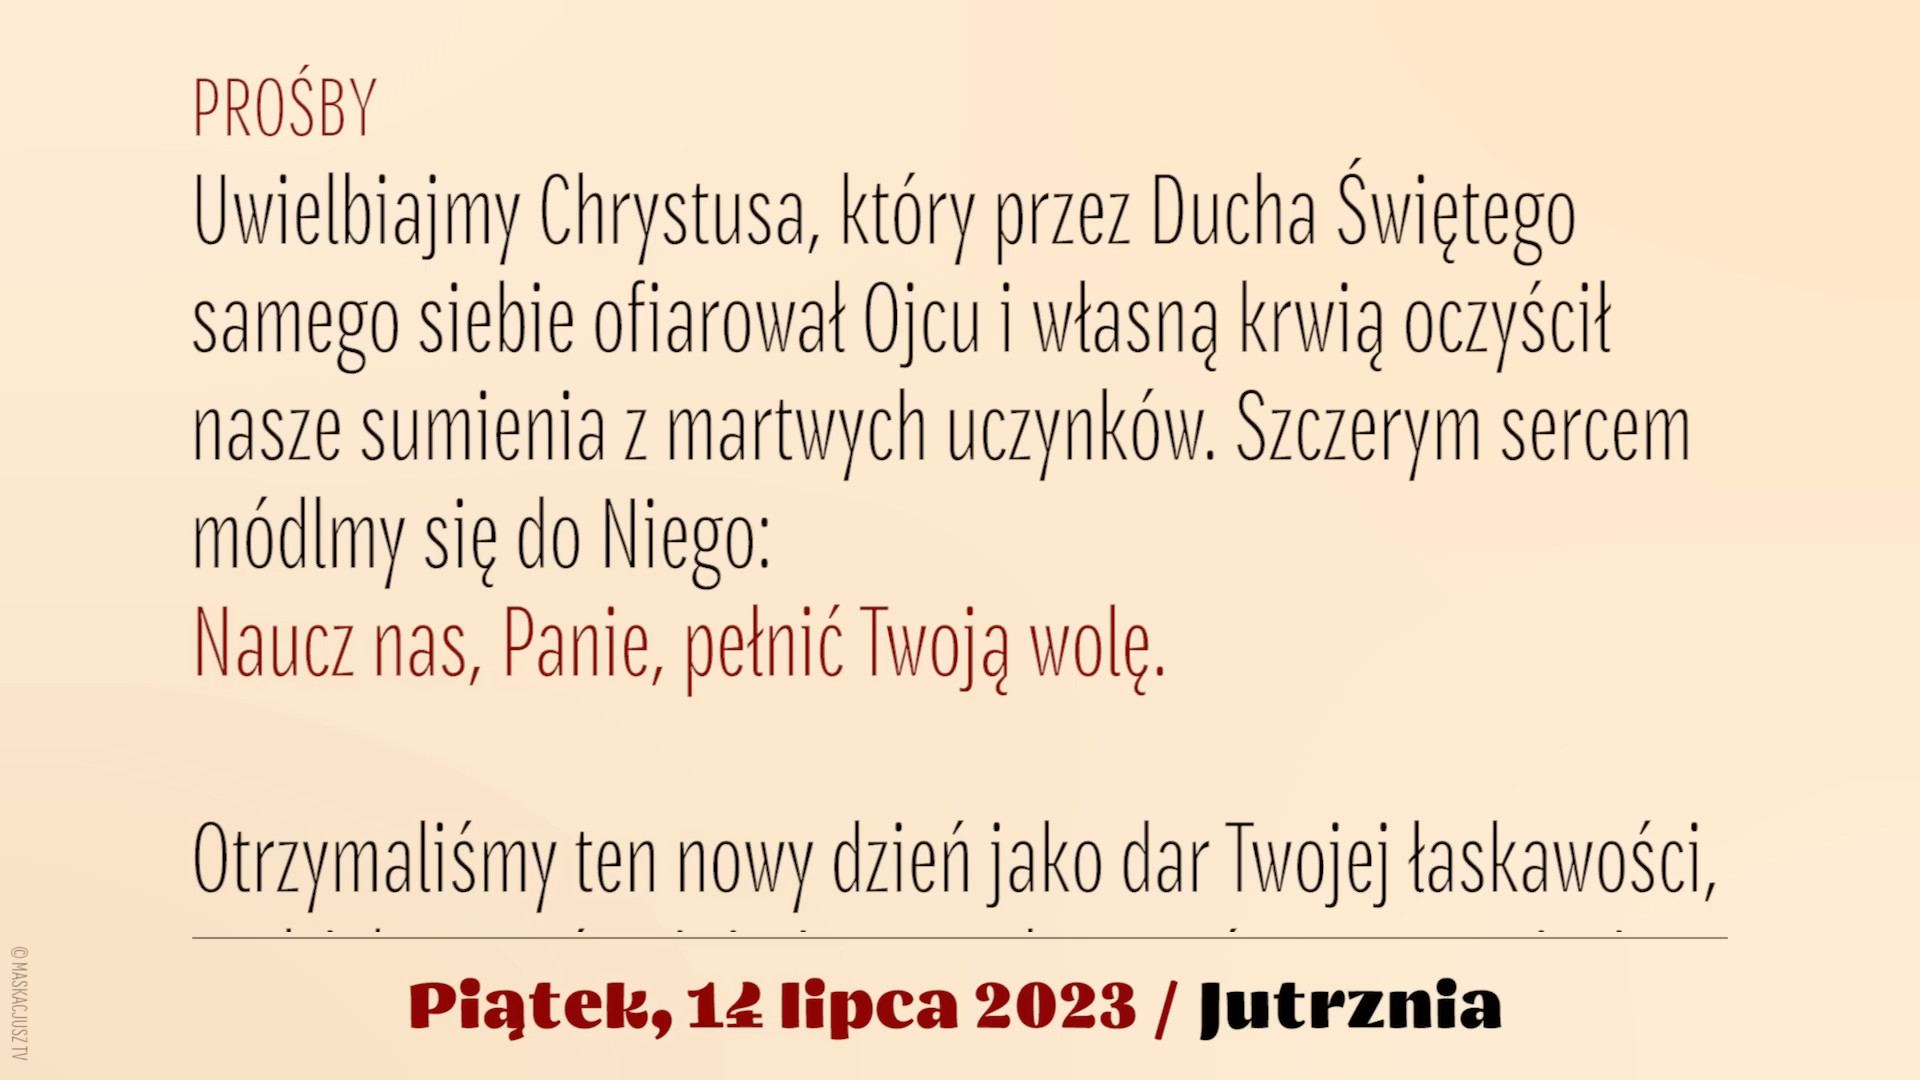 PROŚBY
Uwielbiajmy Chrystusa, który przez Ducha Świętego
samego siebie ofiarował Ojcu i własną krwią oczyścił
nasze sumienia z martwych uczynków. Szczerym sercem
módlmy się do Niego:
Naucz nas, Panie, pełnić Twoją wolę.
Otrzymaliśmy ten nowy dzień jako dar Twojej łaskawości,
Piątek, 14 lipca 2023 / Jutrznia
© MASKACJUSZ TV